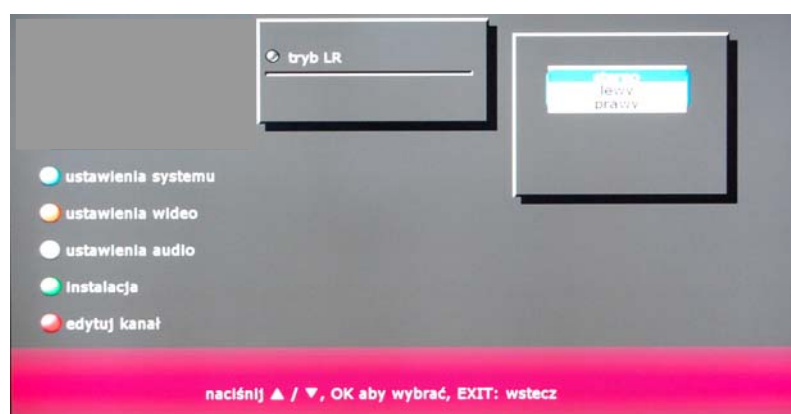 tryb LR
lewy
prawy
ustawienia systemu
ustawienia wideo
ustawienia audio
instalacja
edytuj kanał
naciśnij ▲ / ▼, OK aby wybrać, EXIT: wstecz